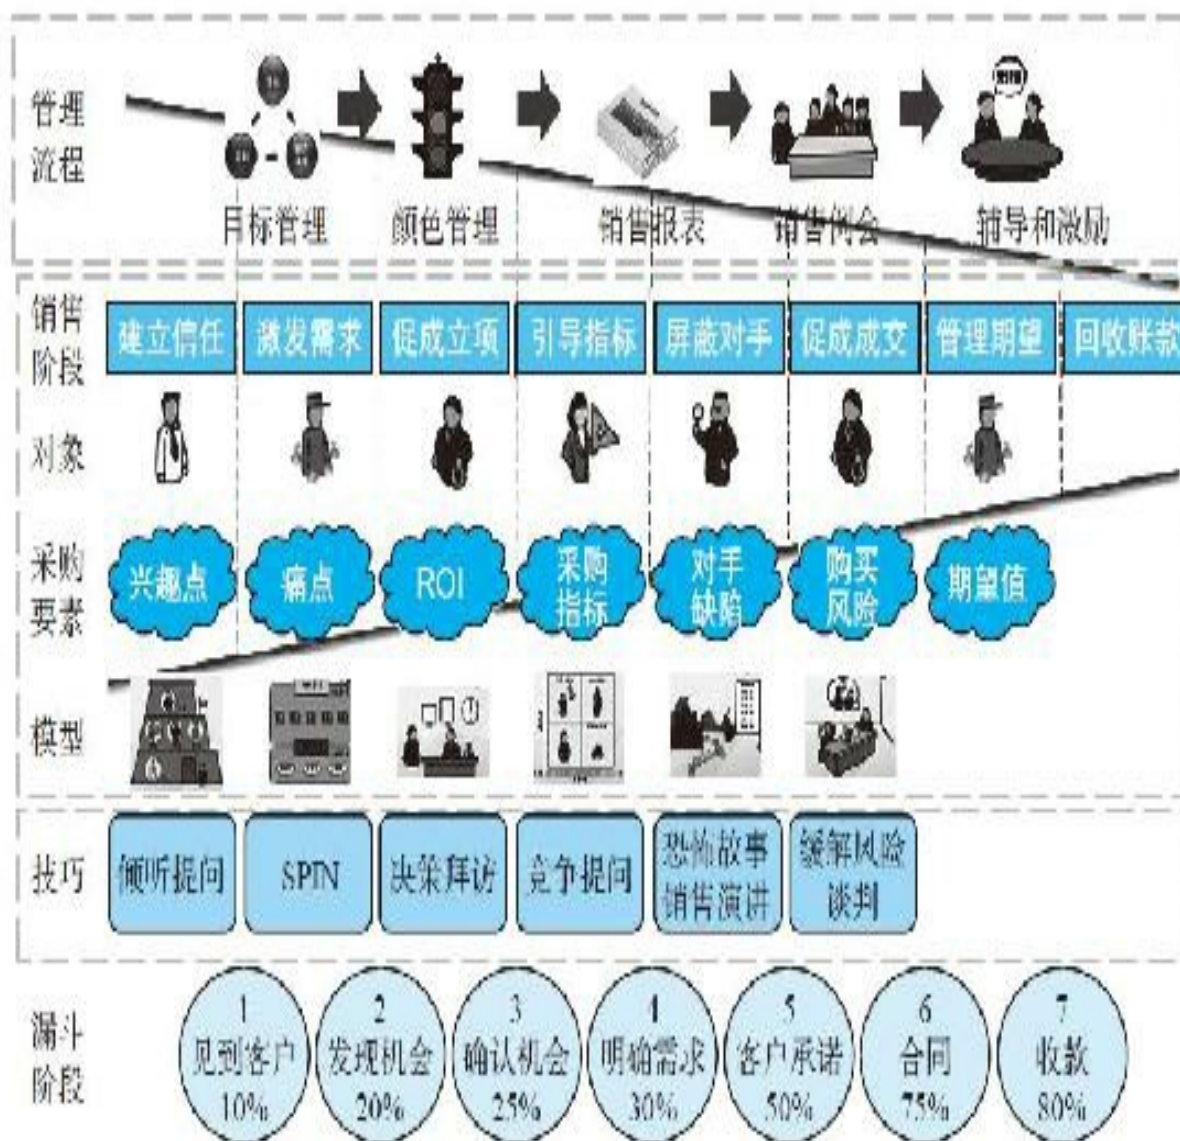 管理
流程
目标管理
颜色管理
销售报表
销售例会
辅导和激励
销售
阶段
建立信任
激发需求
促成立项
引导指标
屏蔽对手
促成成交
管理期望
回收账款
对象
采购
要素
兴趣点
痛点
ROI
采购
指标
对手
缺陷
购买
风险
期望值
模型
技巧
倾听提问
SPIN
决策拜访
竞争提问
恐怖故事
销售演讲
缓解风险
谈判
漏斗
阶段
1
见到客户
10%
2
发现机会
20%
3
确认机会
25%
4
明确需求
30%
5
客户承诺
50%
6
合同
75%
7
收款
80%